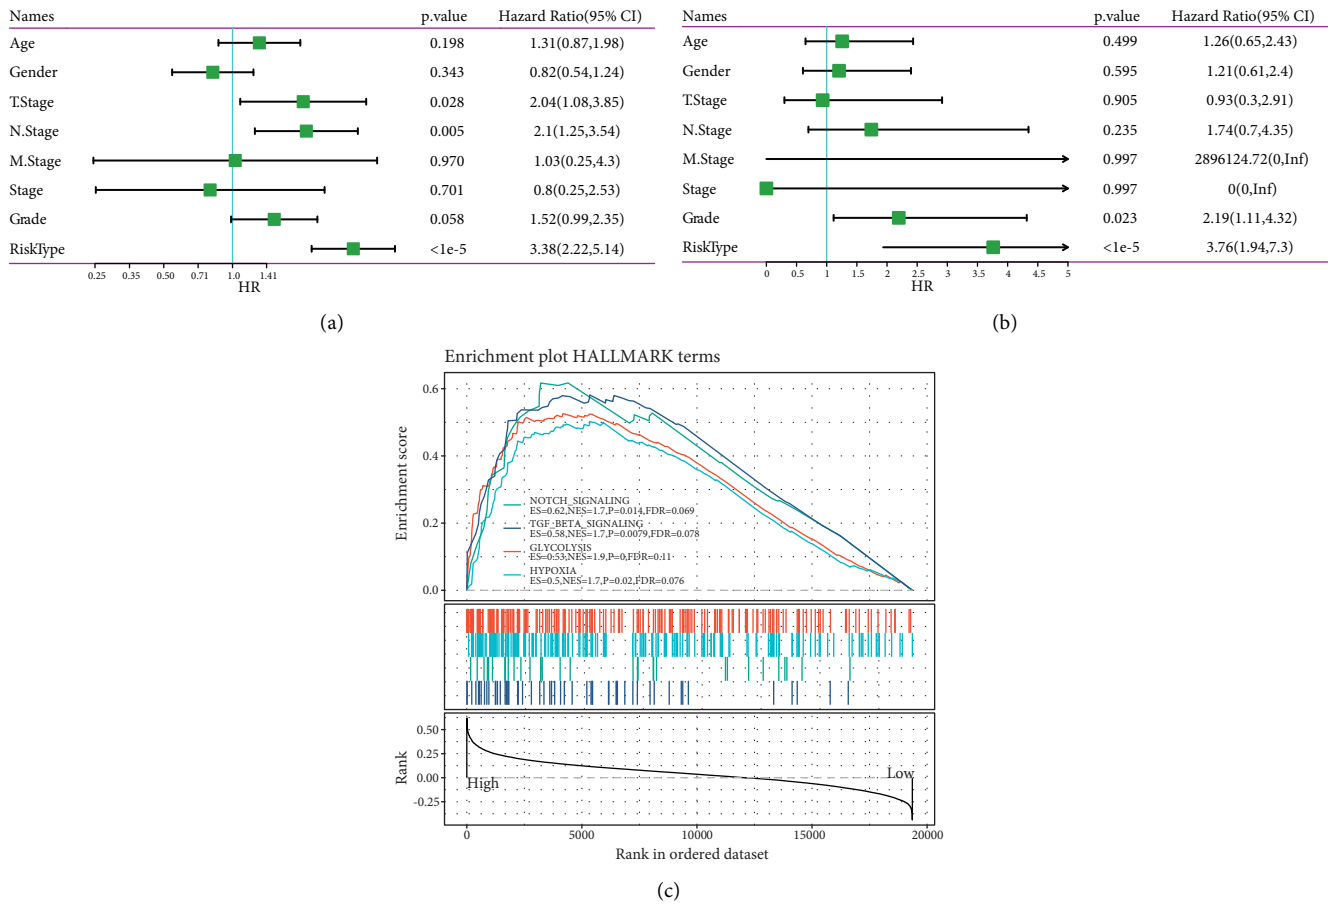 Names p.value Hazard Ratio(95% CI)
Age 0.198 1.31(0.87,1.98)
Gender 0.343 0.82(0.54,1.24)
T.Stage 0.028 2.04(1.08,3.85)
N.Stage 0.005 2.1(1.25,3.54)
M.Stage 0.970 1.03(0.25,4.3)
Stage 0.701 0.8(0.25,2.53)
Grade 0.058 1.52(0.99,2.35)
RiskType <1e-5 3.38(2.22,5.14)
0.25 0.35 0.50 0.71 1.0 1.41
HR
(a)
Names p.value Hazard Ratio(95% CI)
Age 0.499 1.26(0.65,2.43)
Gender 0.595 1.21(0.61,2.4)
T.Stage 0.905 0.93(0.3,2.91)
N.Stage 0.235 1.74(0.7,4.35)
M.Stage 0.997 2896124.72(0,Inf)
Stage 0.997 0(0,Inf)
Grade 0.023 2.19(1.11,4.32)
RiskType <1e-5 3.76(1.94,7.3)
0 0.5 1 1.5 2 2.5 3 3.5 4 4.5 5
HR
(b)
Enrichment plot HALLMARK terms
Enrichment score
0.6
0.4
0.2
0.0
NOTCH_SIGNALING
ES=0.62,NES=1.7,P=0.014,FDR=0.069
TGF_BETA_SIGNALING
ES=0.58,NES=1.7,P=0.0079,FDR=0.078
GLYCOLYSIS
ES=0.53,NES=1.9,P=0,FDR=0.11
HYPOXIA
ES=0.5,NES=1.7,P=0.02,FDR=0.076
Rank
0.50
0.25
0.00
-0.25
High
Low
0 5000 10000 15000 20000
Rank in ordered dataset
(c)